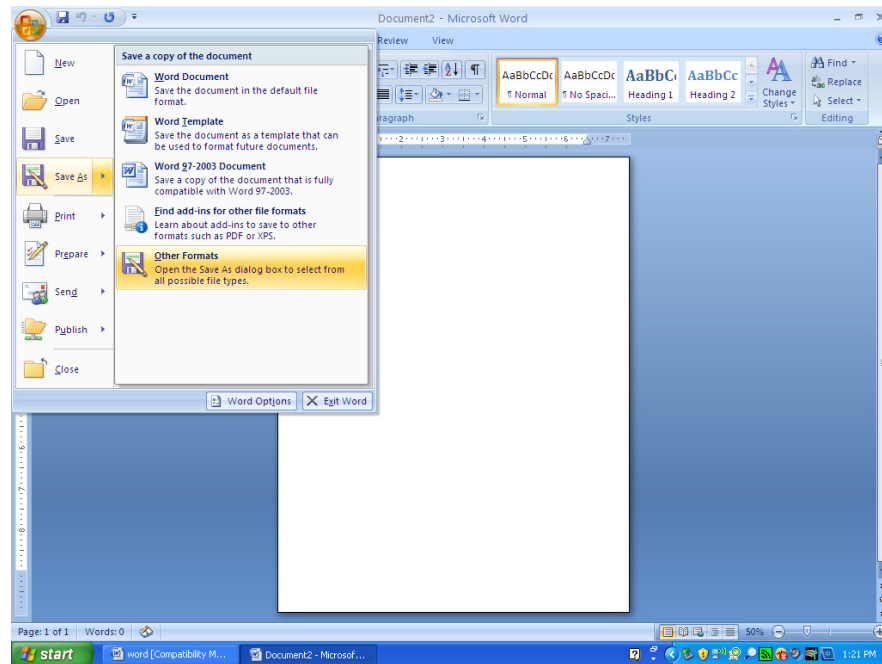 Document2 - Microsoft Word
Review View
New
Open
Save
Save As
Print
Prepare
Send
Publish
Close
Save a copy of the document
Word Document
Save the document in the default file
format.
Word Template
Save the document as a template that can
be used to format future documents.
Word 97-2003 Document
Save a copy of the document that is fully
compatible with Word 97-2003.
Find add-ins for other file formats
Learn about add-ins to save to other
formats such as PDF or XPS.
Other Formats
Open the Save As dialog box to select from
all possible file types.
Word Options Exit Word
AaBbCcDc AaBbCcDc AaBbC AaBbCc
¶ Normal ¶ No Spaci... Heading 1 Heading 2
Change
Styles
Find
Replace
Select
aragraph Styles Editing
2 3 4 5 6 7
Page: 1 of 1 Words: 0 50%
start word [Compatibility M... Document2 - Microsof... 1:21 PM